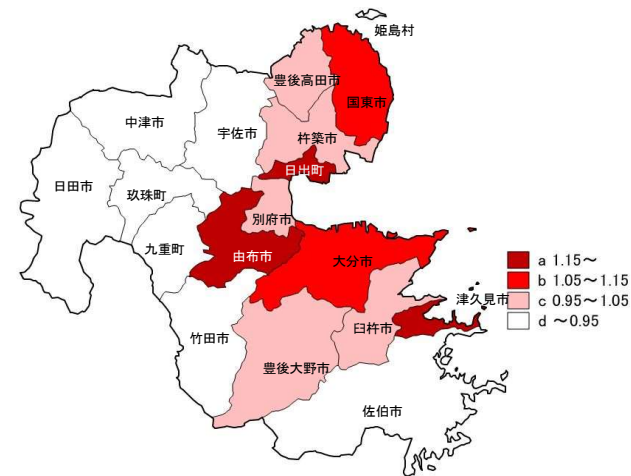 姫島村
豊後高田市
国東市
中津市
宇佐市
杵築市
日出町
日田市
玖珠町
別府市
九重町
由布市
大分市
a 1.15～
b 1.05～1.15
津久見市
c 0.95～1.05
d ～0.95
臼杵市
竹田市
豊後大野市
佐伯市